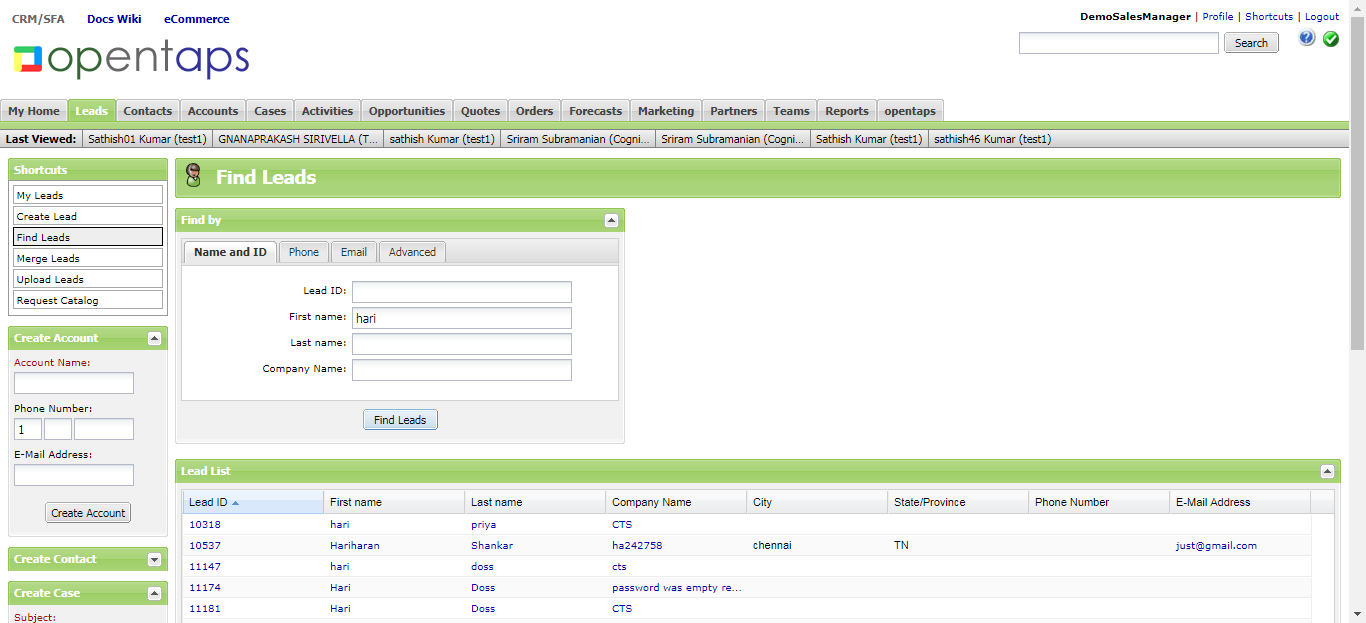 CRM/SFA Docs Wiki eCommerce
DemoSalesManager | Profile | Shortcuts | Logout
opentaps
Search
My Home Leads Contacts Accounts Cases Activities Opportunities Quotes Orders Forecasts Marketing Partners Teams Reports opentaps
Last Viewed: Sathish01 Kumar (test1) GNANAPRAKASH SIRIVELLA (T... sathish Kumar (test1) Sriram Subramanian (Cogni... Sriram Subramanian (Cogni... Sathish Kumar (test1) sathish46 Kumar (test1)
Shortcuts
My Leads
Create Lead
Find Leads
Merge Leads
Upload Leads
Request Catalog
Create Account
Account Name:
Phone Number:
1
E-Mail Address:
Create Account
Create Contact
Create Case
Subject:
Find Leads
Find by
Name and ID Phone Email Advanced
Lead ID:
First name: hari
Last name:
Company Name:
Find Leads
Lead List
Lead ID First name Last name Company Name City State/Province Phone Number E-Mail Address
10318 hari priya CTS
10537 Hariharan Shankar ha242758 chennai TN just@gmail.com
11147 hari doss cts
11174 Hari Doss password was empty re...
11181 Hari Doss CTS